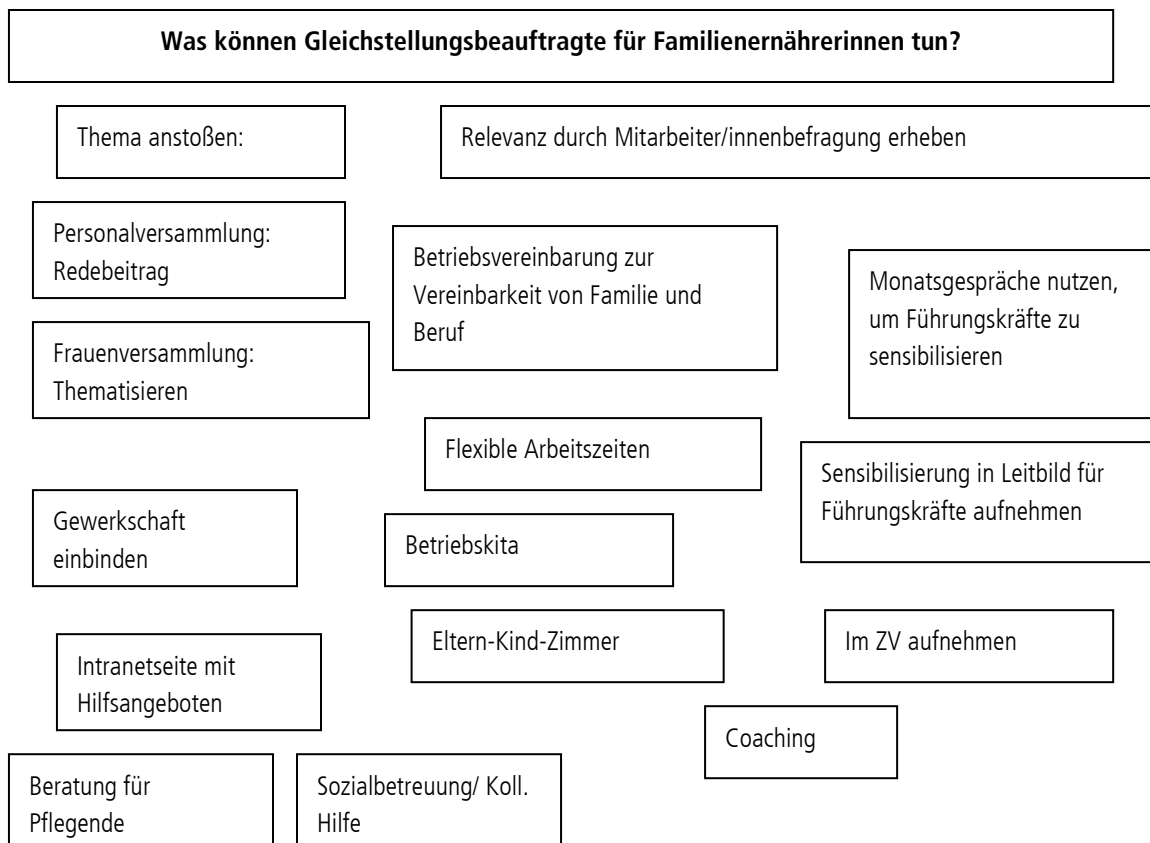 Was können Gleichstellungsbeauftragte für Familienernährerinnen tun?
Thema anstoßen:
Relevanz durch Mitarbeiter/innenbefragung erheben
Personalversammlung:
Redebeitrag
Betriebsvereinbarung zur
Vereinbarkeit von Familie und
Beruf
Monatsgespräche nutzen,
um Führungskräfte zu
sensibilisieren
Frauenversammlung:
Thematisieren
Flexible Arbeitszeiten
Sensibilisierung in Leitbild für
Führungskräfte aufnehmen
Gewerkschaft
einbinden
Betriebskita
Eltern-Kind-Zimmer
Im ZV aufnehmen
Intranetseite mit
Hilfsangeboten
Coaching
Beratung für
Pflegende
Sozialbetreuung/ Koll.
Hilfe